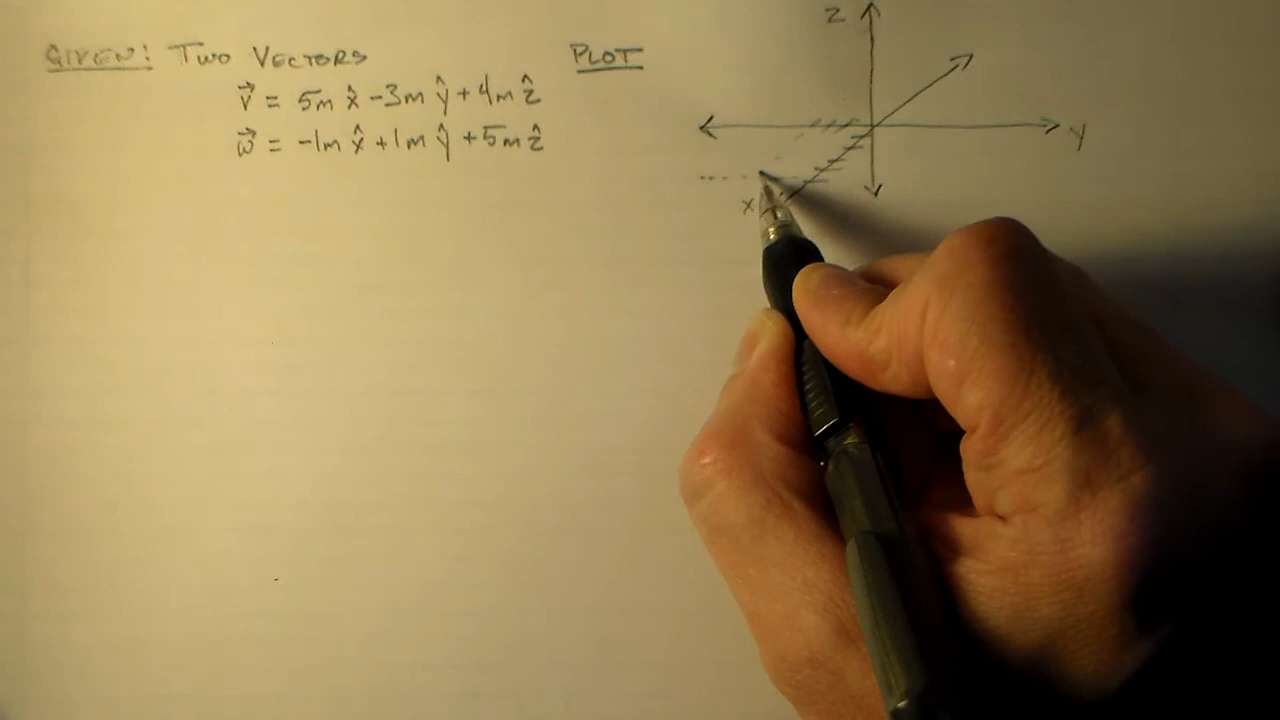 GIVEN: TWO VECTORS
v⃗ = 5m x̂ -3m ŷ + 4m ẑ
w⃗ = -1m x̂ + 1m ŷ + 5m ẑ
PLOT
z
y
x